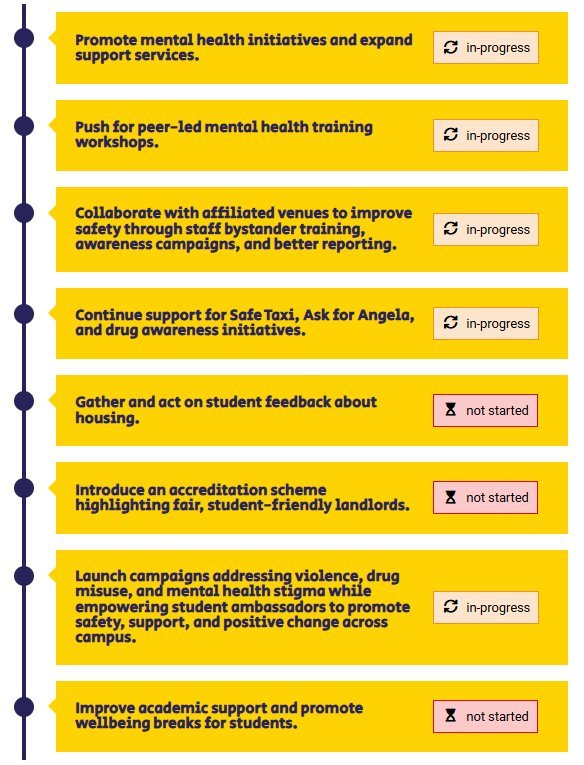 Promote mental health initiatives and expand
support services.
in-progress
Push for peer-led mental health training
workshops.
in-progress
Collaborate with affiliated venues to improve
safety through staff bystander training,
awareness campaigns, and better reporting.
in-progress
Continue support for Safe Taxi, Ask for Angela,
and drug awareness initiatives.
in-progress
Gather and act on student feedback about
housing.
not started
Introduce an accreditation scheme
highlighting fair, student-friendly landlords.
not started
Launch campaigns addressing violence, drug
misuse, and mental health stigma while
empowering student ambassadors to promote
safety, support, and positive change across
campus.
in-progress
Improve academic support and promote
wellbeing breaks for students.
not started